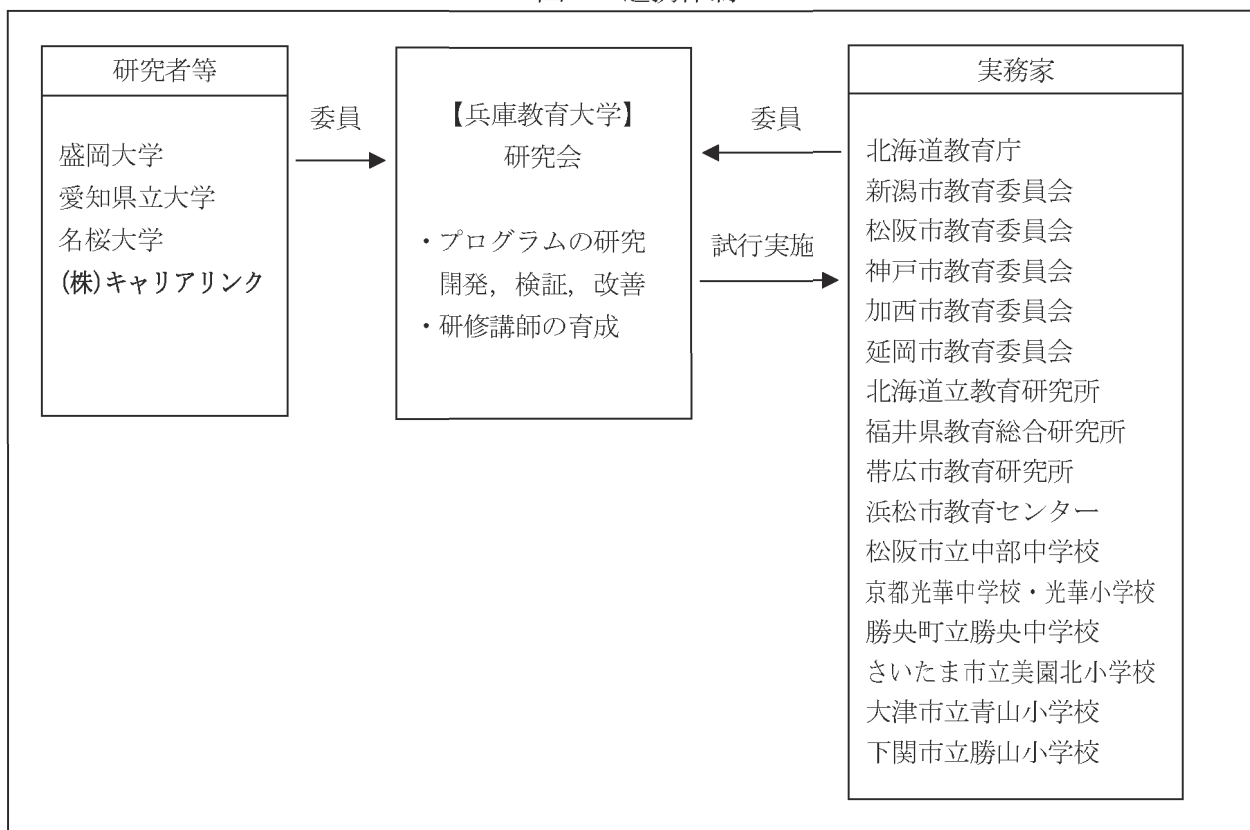 研究者等
盛岡大学
愛知県立大学
名桜大学
(株)キャリアリンク
委員
【兵庫教育大学】
研究会
・プログラムの研究
開発，検証，改善
・研修講師の育成
委員
試行実施
実務家
北海道教育庁
新潟市教育委員会
松阪市教育委員会
神戸市教育委員会
加西市教育委員会
延岡市教育委員会
北海道立教育研究所
福井県教育総合研究所
帯広市教育研究所
浜松市教育センター
松阪市立中部中学校
京都光華中学校・光華小学校
勝央町立勝央中学校
さいたま市立美園北小学校
大津市立青山小学校
下関市立勝山小学校